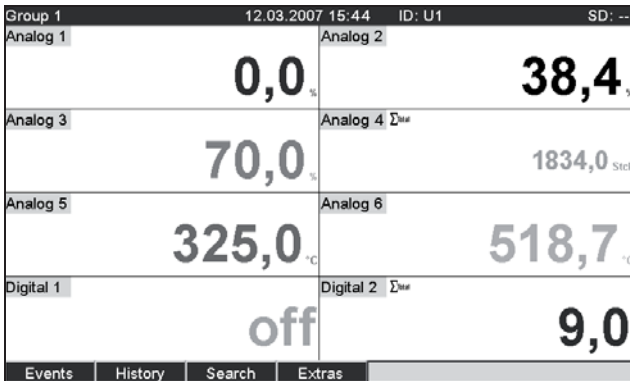 Group 1 12.03.2007 15:44 ID: U1 SD: --
Analog 1 Analog 2
0,0 % 38,4
Analog 3 Analog 4 ΣTotal
70,0 % 1834,0
Analog 5 Analog 6
325,0 °C 518,7
Digital 1 Digital 2 ΣTotal
off 9,0
Events History Search Extras